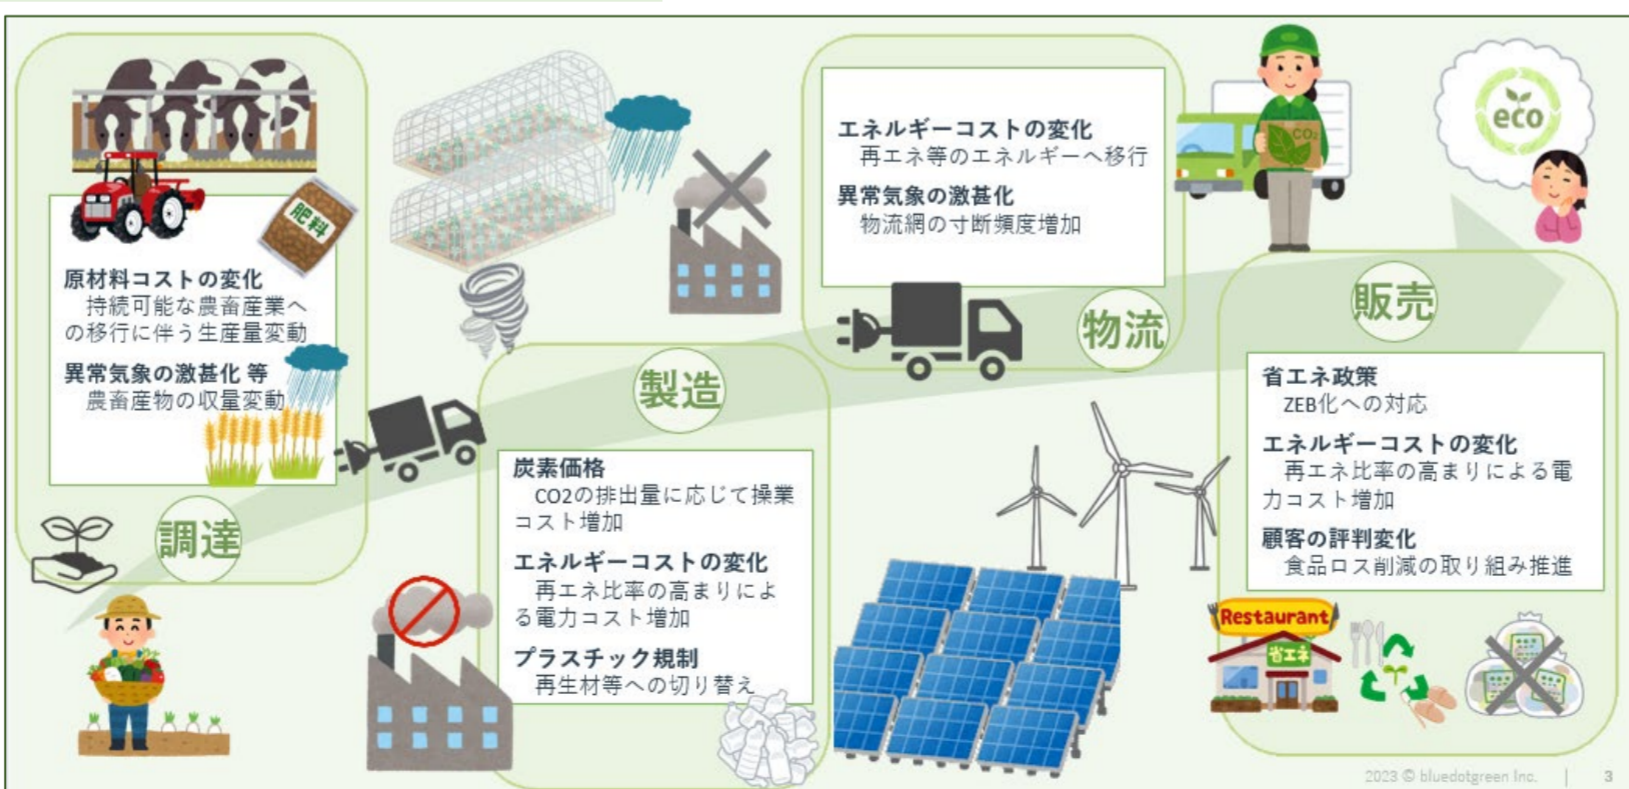 肥料
原材料コストの変化
持続可能な農畜産業へ
の移行に伴う生産量変動
異常気象の激甚化 等
農畜産物の収量変動
調達
製造
炭素価格
CO2の排出量に応じて操業
コスト増加
エネルギーコストの変化
再エネ比率の高まりによ
る電力コスト増加
プラスチック規制
再生材等への切り替え
エネルギーコストの変化
再エネ等のエネルギーへ移行
異常気象の激甚化
物流網の寸断頻度増加
物流
CO₂
eco
販売
省エネ政策
ZEB化への対応
エネルギーコストの変化
再エネ比率の高まりによる電
力コスト増加
顧客の評判変化
食品ロス削減の取り組み推進
Restaurant
省エネ
2023 © bluedotgreen Inc. | 3